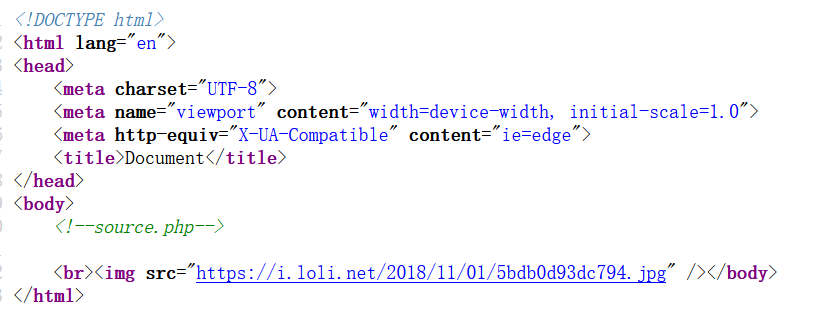 <!DOCTYPE html>
<html lang="en">
<head>
    <meta charset="UTF-8">
    <meta name="viewport" content="width=device-width, initial-scale=1.0">
    <meta http-equiv="X-UA-Compatible" content="ie=edge">
    <title>Document</title>
</head>
<body>
    <!--source.php-->
    <br><img src="https://i.loli.net/2018/11/01/5bdb0d93dc794.jpg" /></body>
</html>